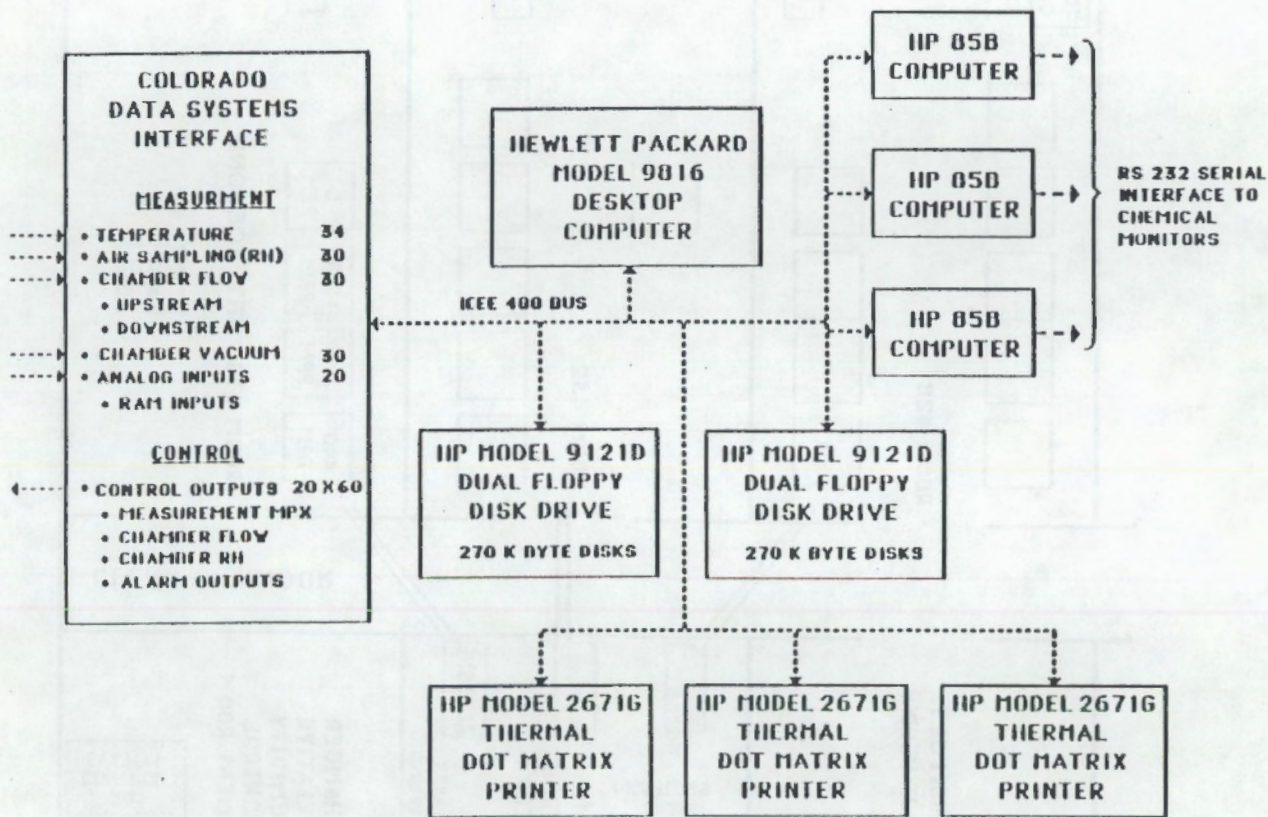 COLORADO
DATA SYSTEMS
INTERFACE
MEASURMENT
• TEMPERATURE 34
• AIR SAMPLING (RH) 30
• CHAMBER FLOW 30
• UPSTREAM
• DOWNSTREAM
• CHAMBER VACUUM 30
• ANALOG INPUTS 20
• RAM INPUTS
CONTROL
• CONTROL OUTPUTS 20 X 60
• MEASUREMENT MPX
• CHAMBER FLOW
• CHAMBER RH
• ALARM OUTPUTS
HEWLETT PACKARD
MODEL 9816
DESKTOP
COMPUTER
IEEE 488 BUS
HP 85B
COMPUTER
HP 85B
COMPUTER
HP 85B
COMPUTER
RS 232 SERIAL
INTERFACE TO
CHEMICAL
MONITORS
HP MODEL 9121D
DUAL FLOPPY
DISK DRIVE
270 K BYTE DISKS
HP MODEL 9121D
DUAL FLOPPY
DISK DRIVE
270 K BYTE DISKS
HP MODEL 2671G
THERMAL
DOT MATRIX
PRINTER
HP MODEL 2671G
THERMAL
DOT MATRIX
PRINTER
HP MODEL 2671G
THERMAL
DOT MATRIX
PRINTER